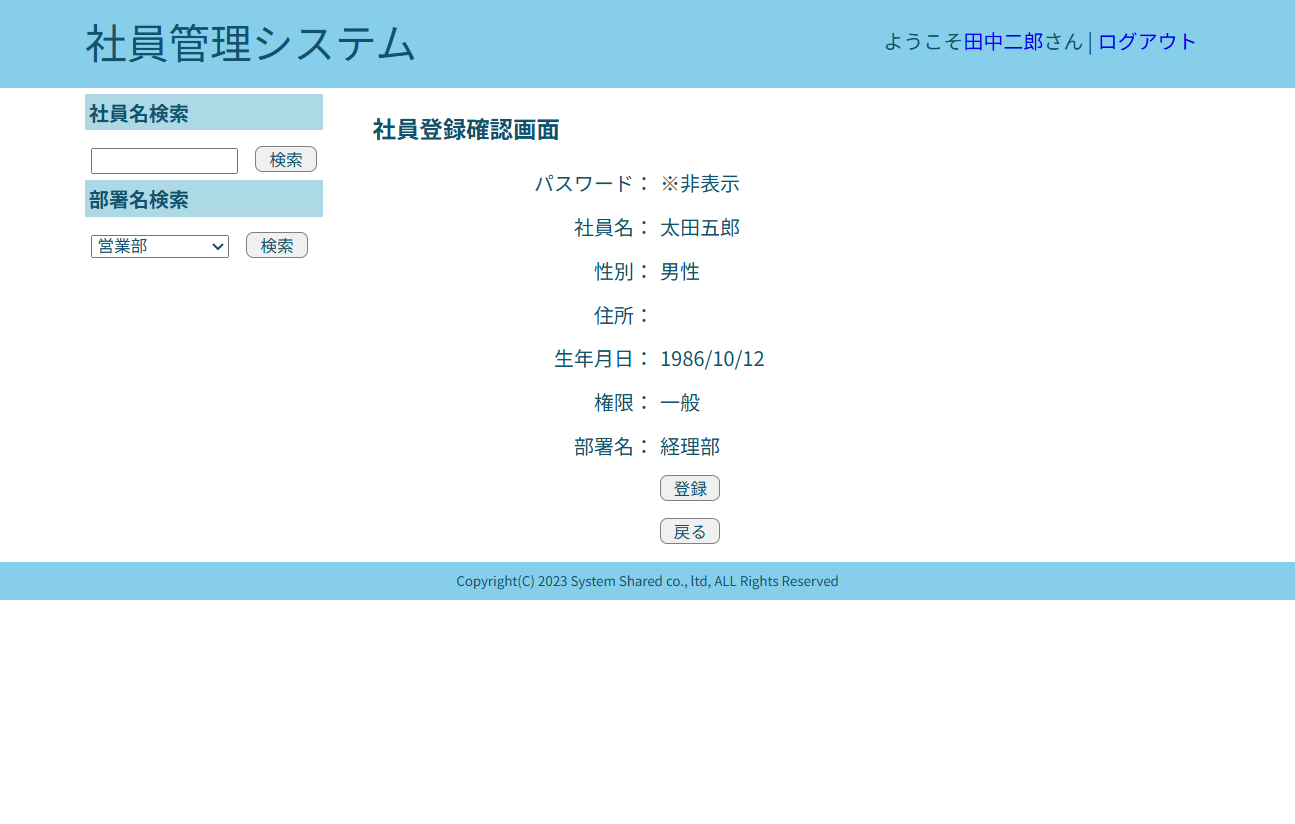 社員管理システム
ようこそ田中二郎さん│ログアウト
社員名検索
検索
部署名検索
営業部 検索
社員登録確認画面
パスワード： ※非表示
社員名： 太田五郎
性別： 男性
住所：
生年月日： 1986/10/12
権限： 一般
部署名： 経理部
登録
戻る
Copyright(C) 2023 System Shared co., ltd, ALL Rights Reserved